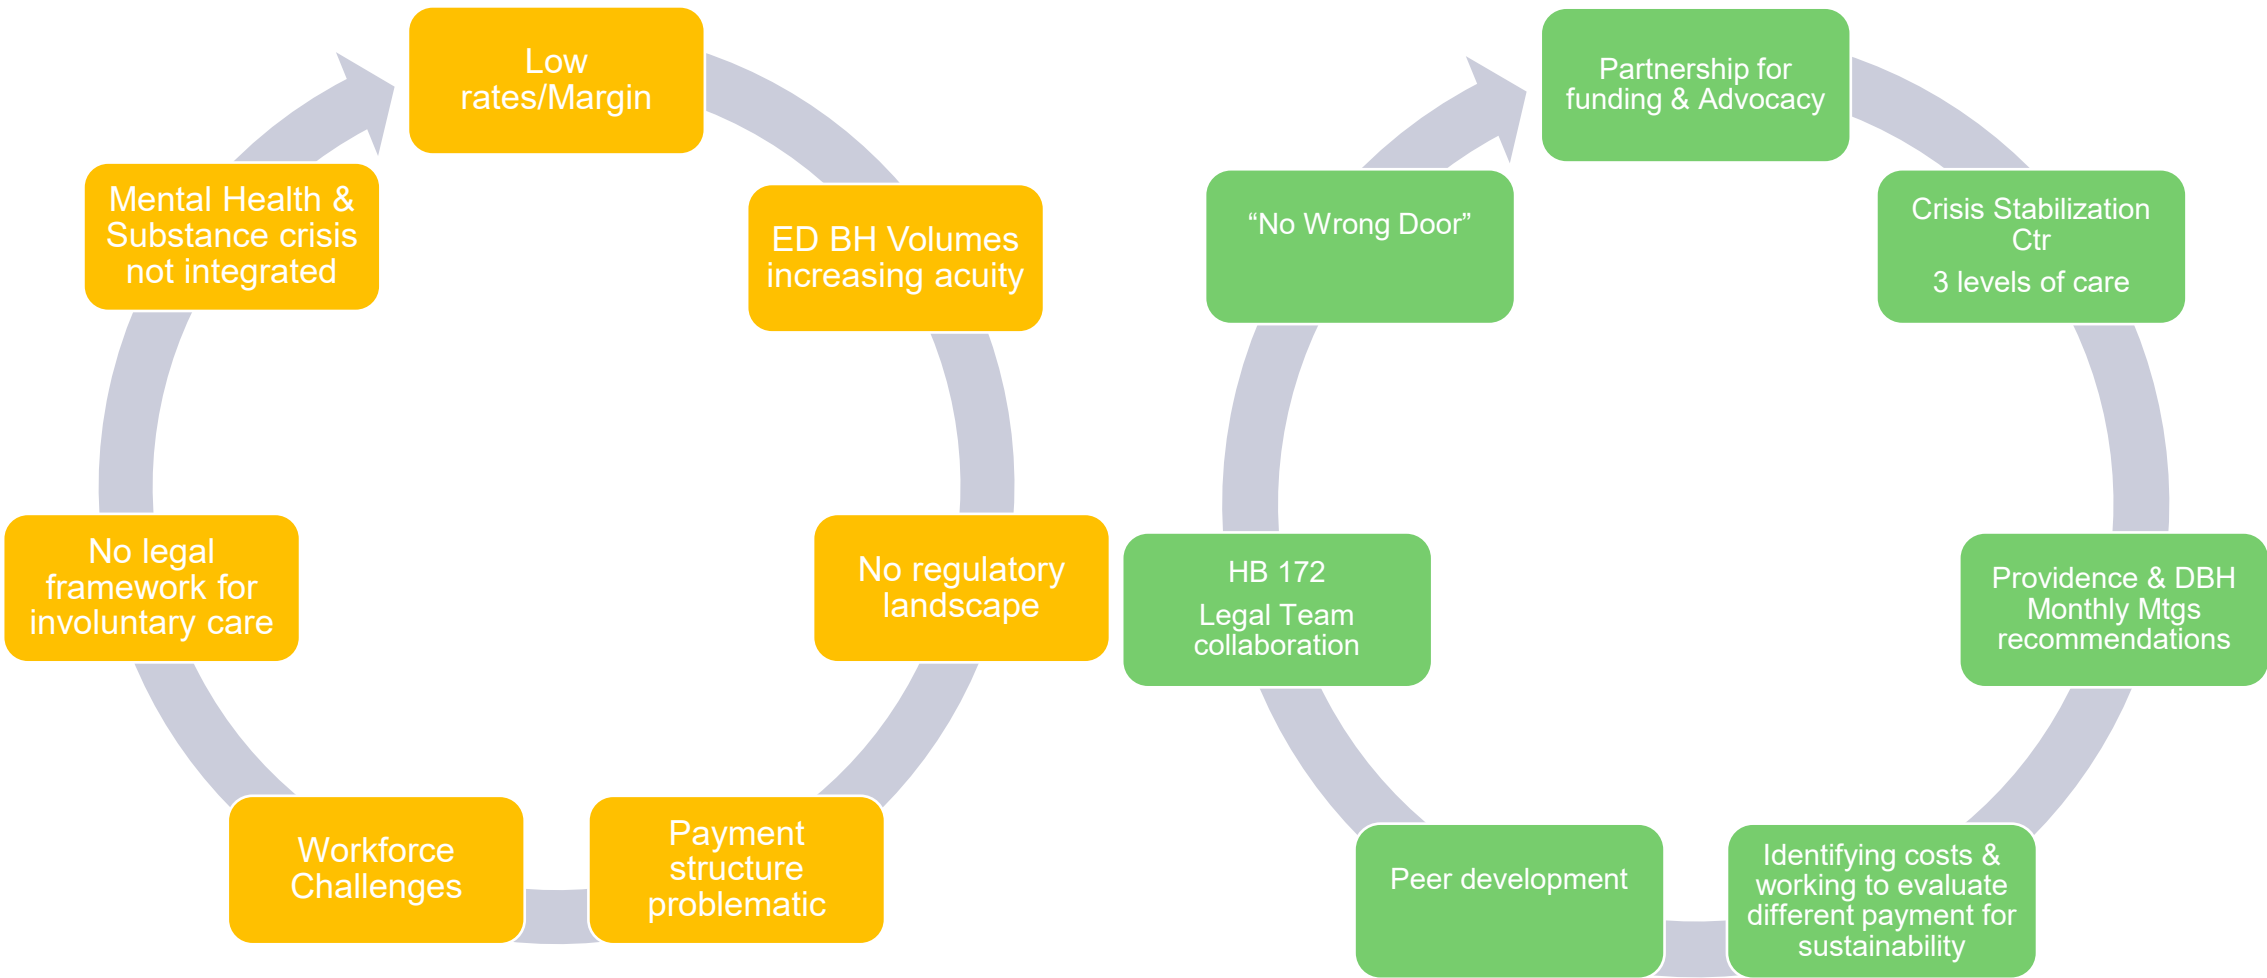 Low
rates/Margin
ED BH Volumes
increasing acuity
No regulatory
landscape
Payment
structure
problematic
Workforce
Challenges
No legal
framework for
involuntary care
Mental Health &
Substance crisis
not integrated
Partnership for
funding & Advocacy
Crisis Stabilization
Ctr
3 levels of care
Providence & DBH
Monthly Mtgs
recommendations
Identifying costs &
working to evaluate
different payment for
sustainability
Peer development
HB 172
Legal Team
collaboration
“No Wrong Door”